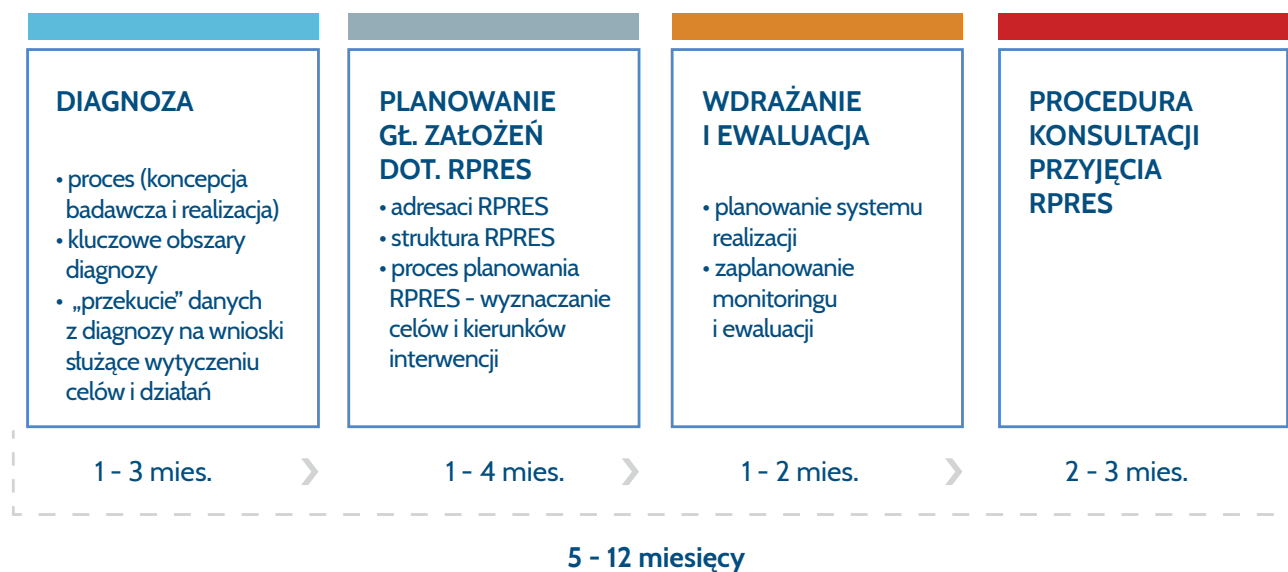 DIAGNOZA
• proces (koncepcja
badawcza i realizacja)
• kluczowe obszary
diagnozy
• „przekucie” danych
z diagnozy na wnioski
służące wytyczeniu
celów i działań
PLANOWANIE
GŁ. ZAŁOŻEŃ
DOT. RPRES
• adresaci RPRES
• struktura RPRES
• proces planowania
RPRES - wyznaczanie
celów i kierunków
interwencji
WDRAŻANIE
I EWALUACJA
• planowanie systemu
realizacji
• zaplanowanie
monitoringu
i ewaluacji
PROCEDURA
KONSULTACJI
PRZYJĘCIA
RPRES
1 - 3 mies.
1 - 4 mies.
1 - 2 mies.
2 - 3 mies.
5 - 12 miesięcy